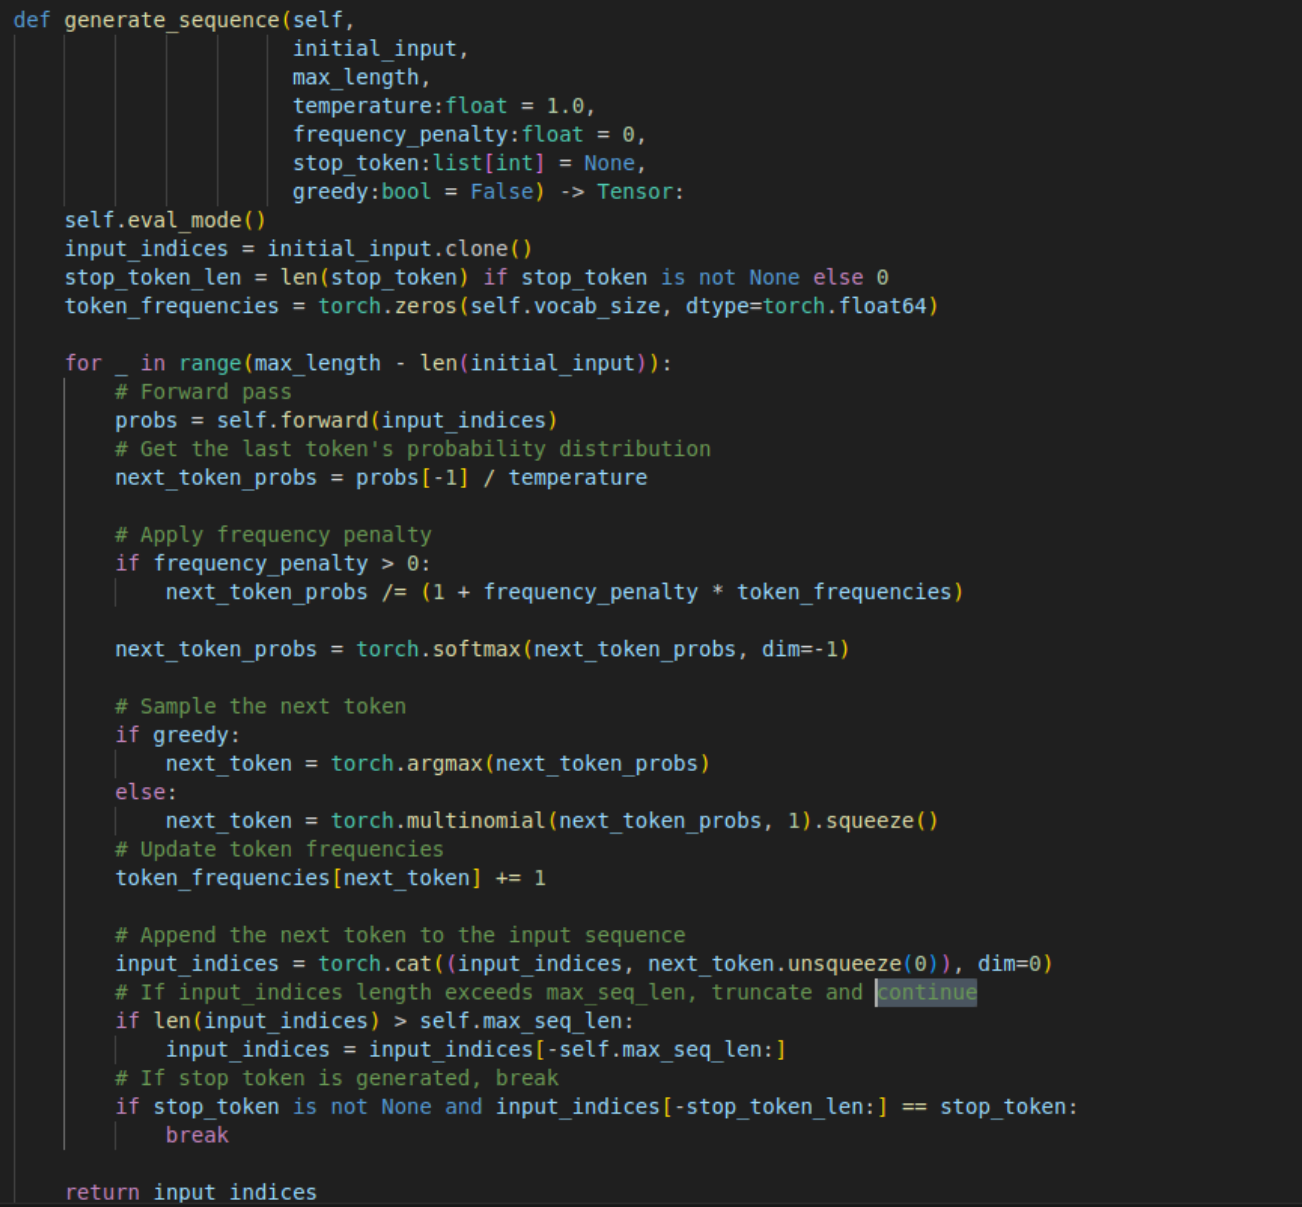 def generate_sequence(self,
                      initial_input,
                      max_length,
                      temperature:float = 1.0,
                      frequency_penalty:float = 0,
                      stop_token:list[int] = None,
                      greedy:bool = False) -> Tensor:
    self.eval_mode()
    input_indices = initial_input.clone()
    stop_token_len = len(stop_token) if stop_token is not None else 0
    token_frequencies = torch.zeros(self.vocab_size, dtype=torch.float64)

    for _ in range(max_length - len(initial_input)):
        # Forward pass
        probs = self.forward(input_indices)
        # Get the last token's probability distribution
        next_token_probs = probs[-1] / temperature

        # Apply frequency penalty
        if frequency_penalty > 0:
            next_token_probs /= (1 + frequency_penalty * token_frequencies)

        next_token_probs = torch.softmax(next_token_probs, dim=-1)

        # Sample the next token
        if greedy:
            next_token = torch.argmax(next_token_probs)
        else:
            next_token = torch.multinomial(next_token_probs, 1).squeeze()
        # Update token frequencies
        token_frequencies[next_token] += 1

        # Append the next token to the input sequence
        input_indices = torch.cat((input_indices, next_token.unsqueeze(0)), dim=0)
        # If input_indices length exceeds max_seq_len, truncate and continue
        if len(input_indices) > self.max_seq_len:
            input_indices = input_indices[-self.max_seq_len:]
        # If stop token is generated, break
        if stop_token is not None and input_indices[-stop_token_len:] == stop_token:
            break

    return input_indices